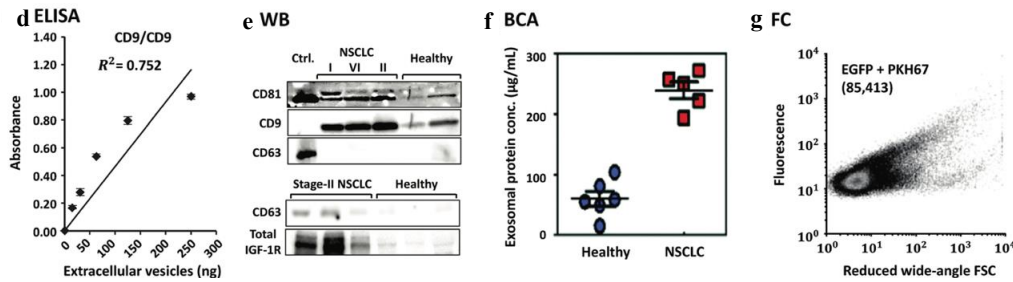 d ELISA
CD9/CD9
R² = 0.752
1.40
1.20
1.00
0.80
0.60
0.40
0.20
0.00
Absorbance
0 50 100 150 200 250 300
Extracellular vesicles (ng)
e WB
Ctrl. NSCLC Healthy
I VI II
CD81
CD9
CD63
Stage-II NSCLC Healthy
CD63
Total
IGF-1R
f BCA
Exosomal protein conc. (µg/mL)
300
200
100
0
Healthy NSCLC
g FC
EGFP + PKH67
(85,413)
Fluorescence
10⁴
10³
10²
10¹
10⁰
10⁰ 10¹ 10² 10³ 10⁴
Reduced wide-angle FSC